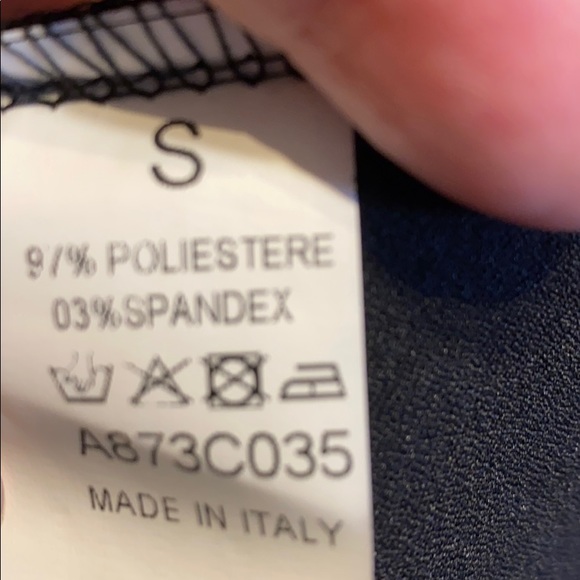 S
97% POLIESTERE
03%SPANDEX
A873C035
MADE IN ITALY